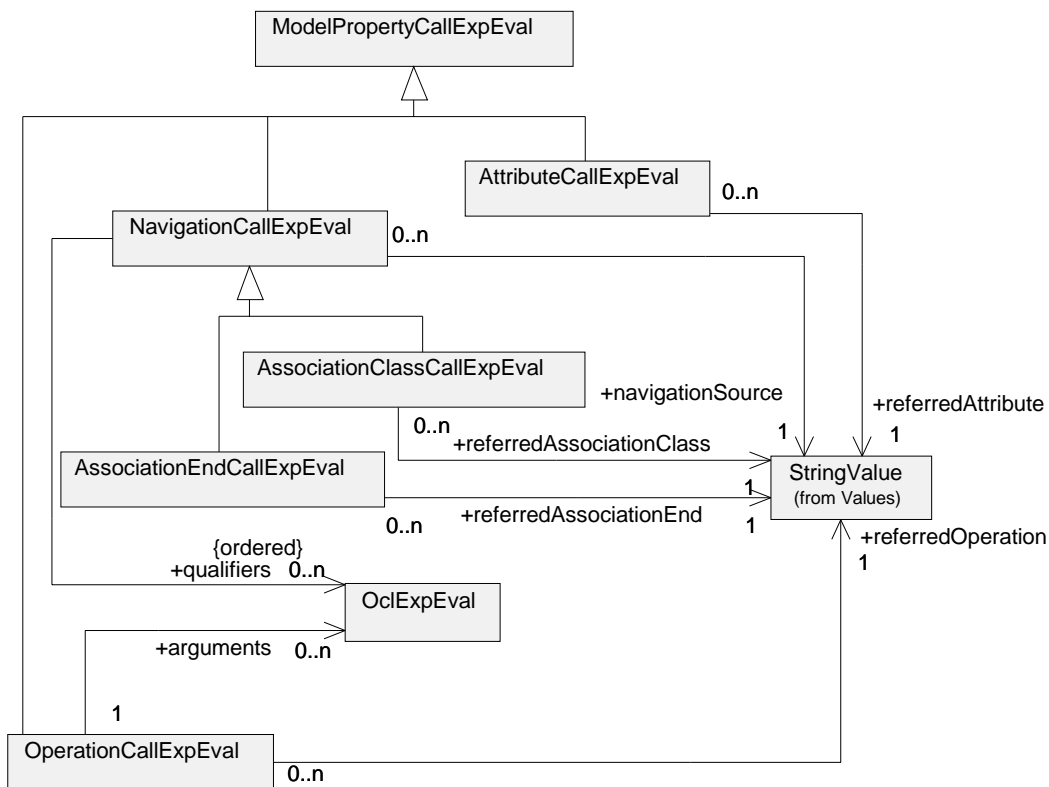 ModelPropertyCallExpEval
AttributeCallExpEval
0..n
NavigationCallExpEval
0..n
AssociationClassCallExpEval
+navigationSource
+referredAttribute
0..n
1
1
+referredAssociationClass
AssociationEndCallExpEval
StringValue
(from Values)
1
0..n
+referredAssociationEnd
1
{ordered}
+qualifiers
0..n
+referredOperation
1
OclExpEval
+arguments
0..n
1
OperationCallExpEval
0..n